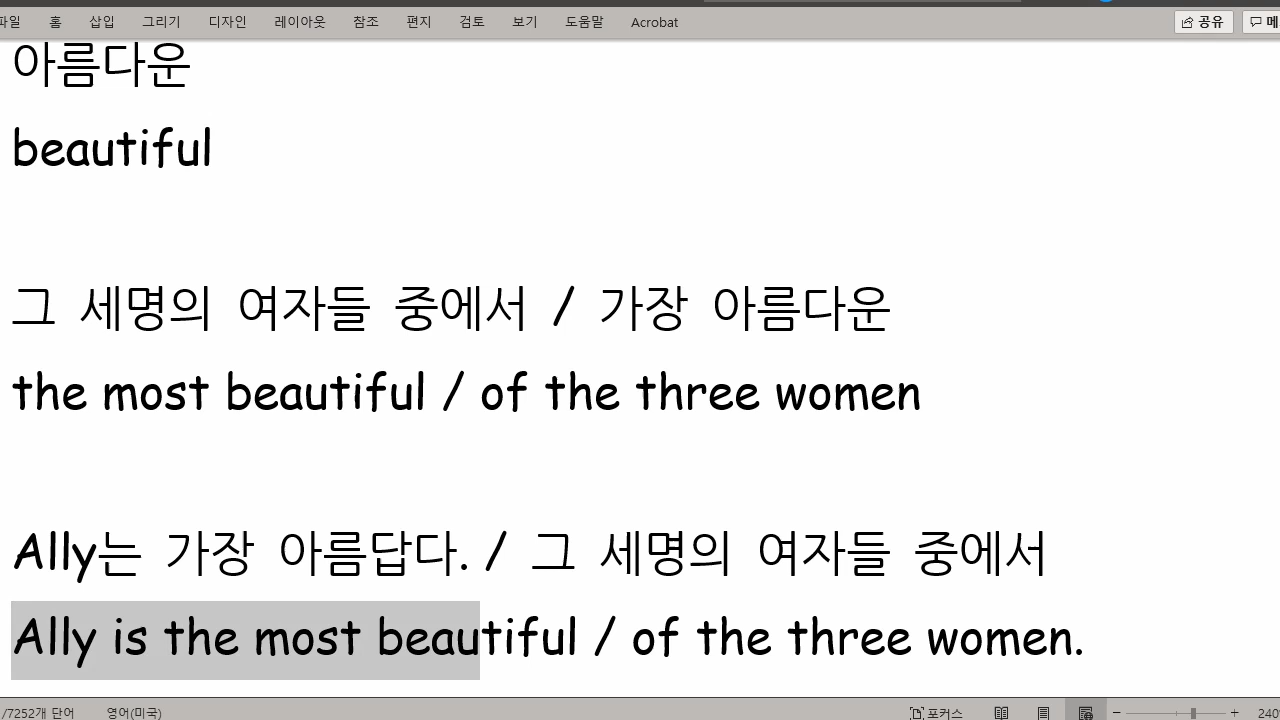 파일 홈 삽입 그리기 디자인 레이아웃 참조 편지 검토 보기 도움말 Acrobat 공유 메
아름다운
beautiful
그 세명의 여자들 중에서 / 가장 아름다운
the most beautiful / of the three women
Ally는 가장 아름답다. / 그 세명의 여자들 중에서
Ally is the most beautiful / of the three women.
/7252개 단어 영어(미국) 포커스 240